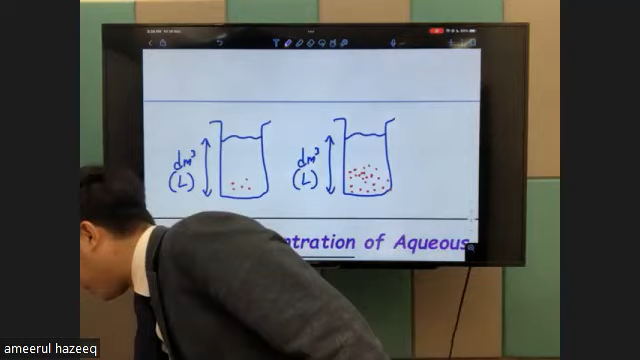 dm³
(L)
dm³
(L)
ntration of Aqueous
ameerul hazeeq